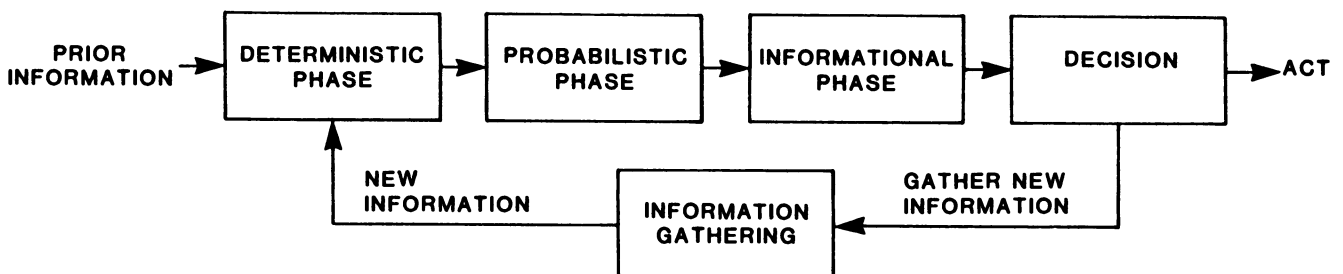 PRIOR
INFORMATION
DETERMINISTIC
PHASE
PROBABILISTIC
PHASE
INFORMATIONAL
PHASE
DECISION
ACT
NEW
INFORMATION
INFORMATION
GATHERING
GATHER NEW
INFORMATION